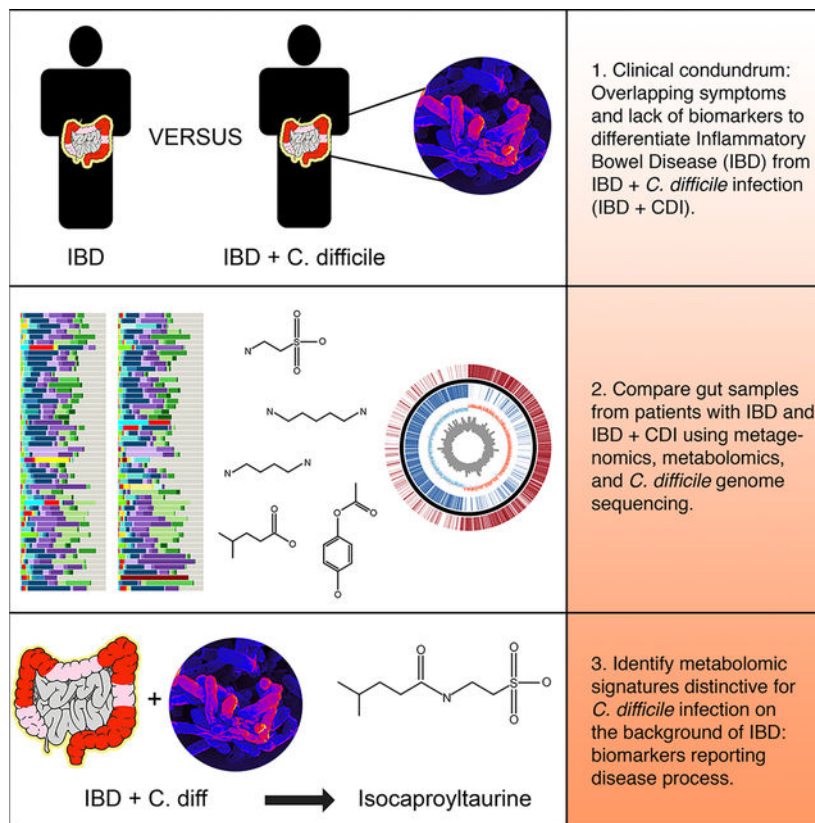 VERSUS
IBD
IBD + C. difficile
1. Clinical condundrum:
Overlapping symptoms
and lack of biomarkers to
differentiate Inflammatory
Bowel Disease (IBD) from
IBD + C. difficile infection
(IBD + CDI).
O
S
O
O
N
N
N
N
N
O
O
O
O
O
2. Compare gut samples
from patients with IBD and
IBD + CDI using metage-
nomics, metabolomics,
and C. difficile genome
sequencing.
+
O
O
S
O
N
O
IBD + C. diff
Isocaproyltaurine
3. Identify metabolomic
signatures distinctive for
C. difficile infection on
the background of IBD:
biomarkers reporting
disease process.